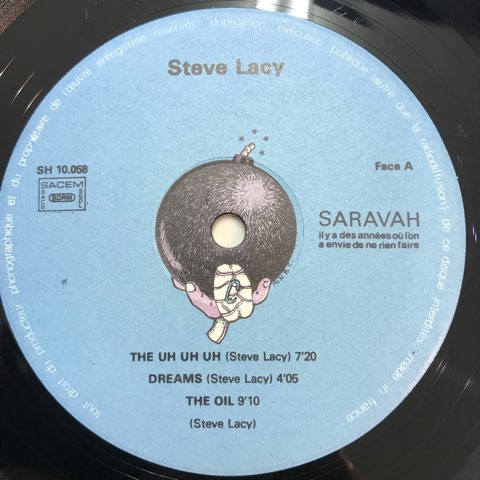 tout droit du producteur phonographique et du propriétaire de l'œuvre enregistrée réservés. duplication, exécution publique (autre que la radiodiffusion) de ce disque interdites. made in france
Steve Lacy
SH 10.058
SACEM
SDRM
Face A
SARAVAH
il y a des années où l'on
a envie de ne rien faire
THE UH UH UH (Steve Lacy) 7'20
DREAMS (Steve Lacy) 4'05
THE OIL 9'10
(Steve Lacy)